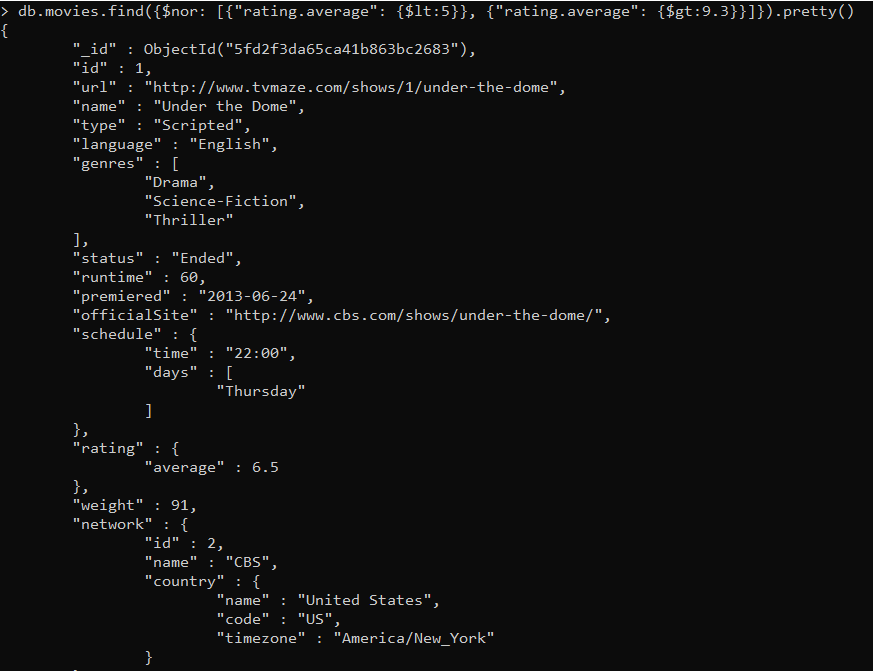 > db.movies.find({$nor: [{"rating.average": {$lt:5}}, {"rating.average": {$gt:9.3}}]}).pretty()
{
        "_id" : ObjectId("5fd2f3da65ca41b863bc2683"),
        "id" : 1,
        "url" : "http://www.tvmaze.com/shows/1/under-the-dome",
        "name" : "Under the Dome",
        "type" : "Scripted",
        "language" : "English",
        "genres" : [
                "Drama",
                "Science-Fiction",
                "Thriller"
        ],
        "status" : "Ended",
        "runtime" : 60,
        "premiered" : "2013-06-24",
        "officialSite" : "http://www.cbs.com/shows/under-the-dome/",
        "schedule" : {
                "time" : "22:00",
                "days" : [
                        "Thursday"
                ]
        },
        "rating" : {
                "average" : 6.5
        },
        "weight" : 91,
        "network" : {
                "id" : 2,
                "name" : "CBS",
                "country" : {
                        "name" : "United States",
                        "code" : "US",
                        "timezone" : "America/New_York"
                }